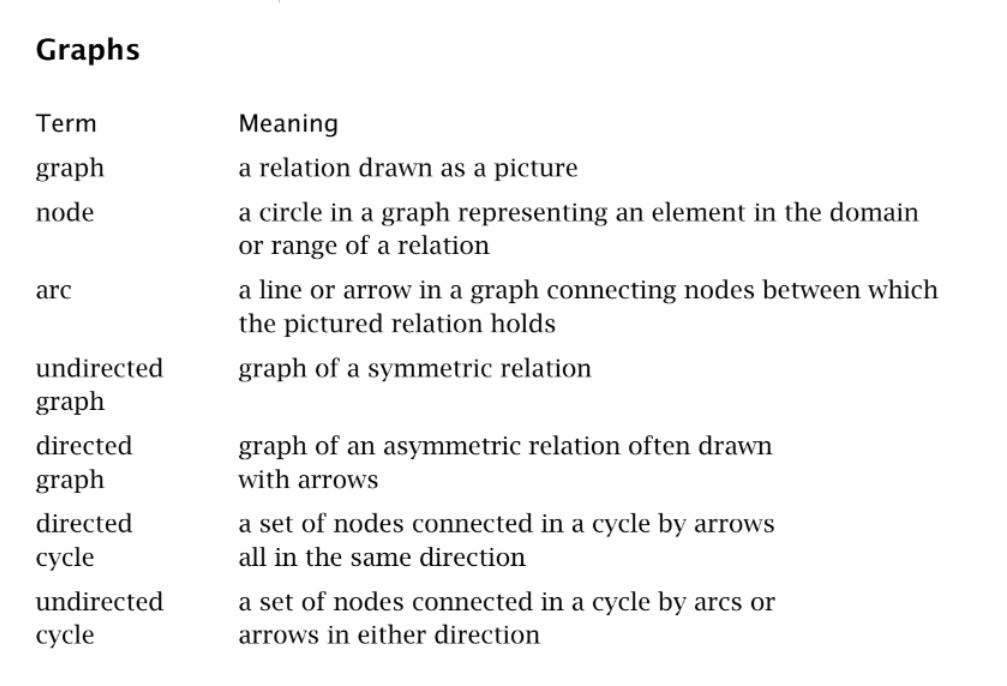 Graphs
Term Meaning
graph a relation drawn as a picture
node a circle in a graph representing an element in the domain
or range of a relation
arc a line or arrow in a graph connecting nodes between which
the pictured relation holds
undirected graph of a symmetric relation
graph
directed graph of an asymmetric relation often drawn
graph with arrows
directed a set of nodes connected in a cycle by arrows
cycle all in the same direction
undirected a set of nodes connected in a cycle by arcs or
cycle arrows in either direction